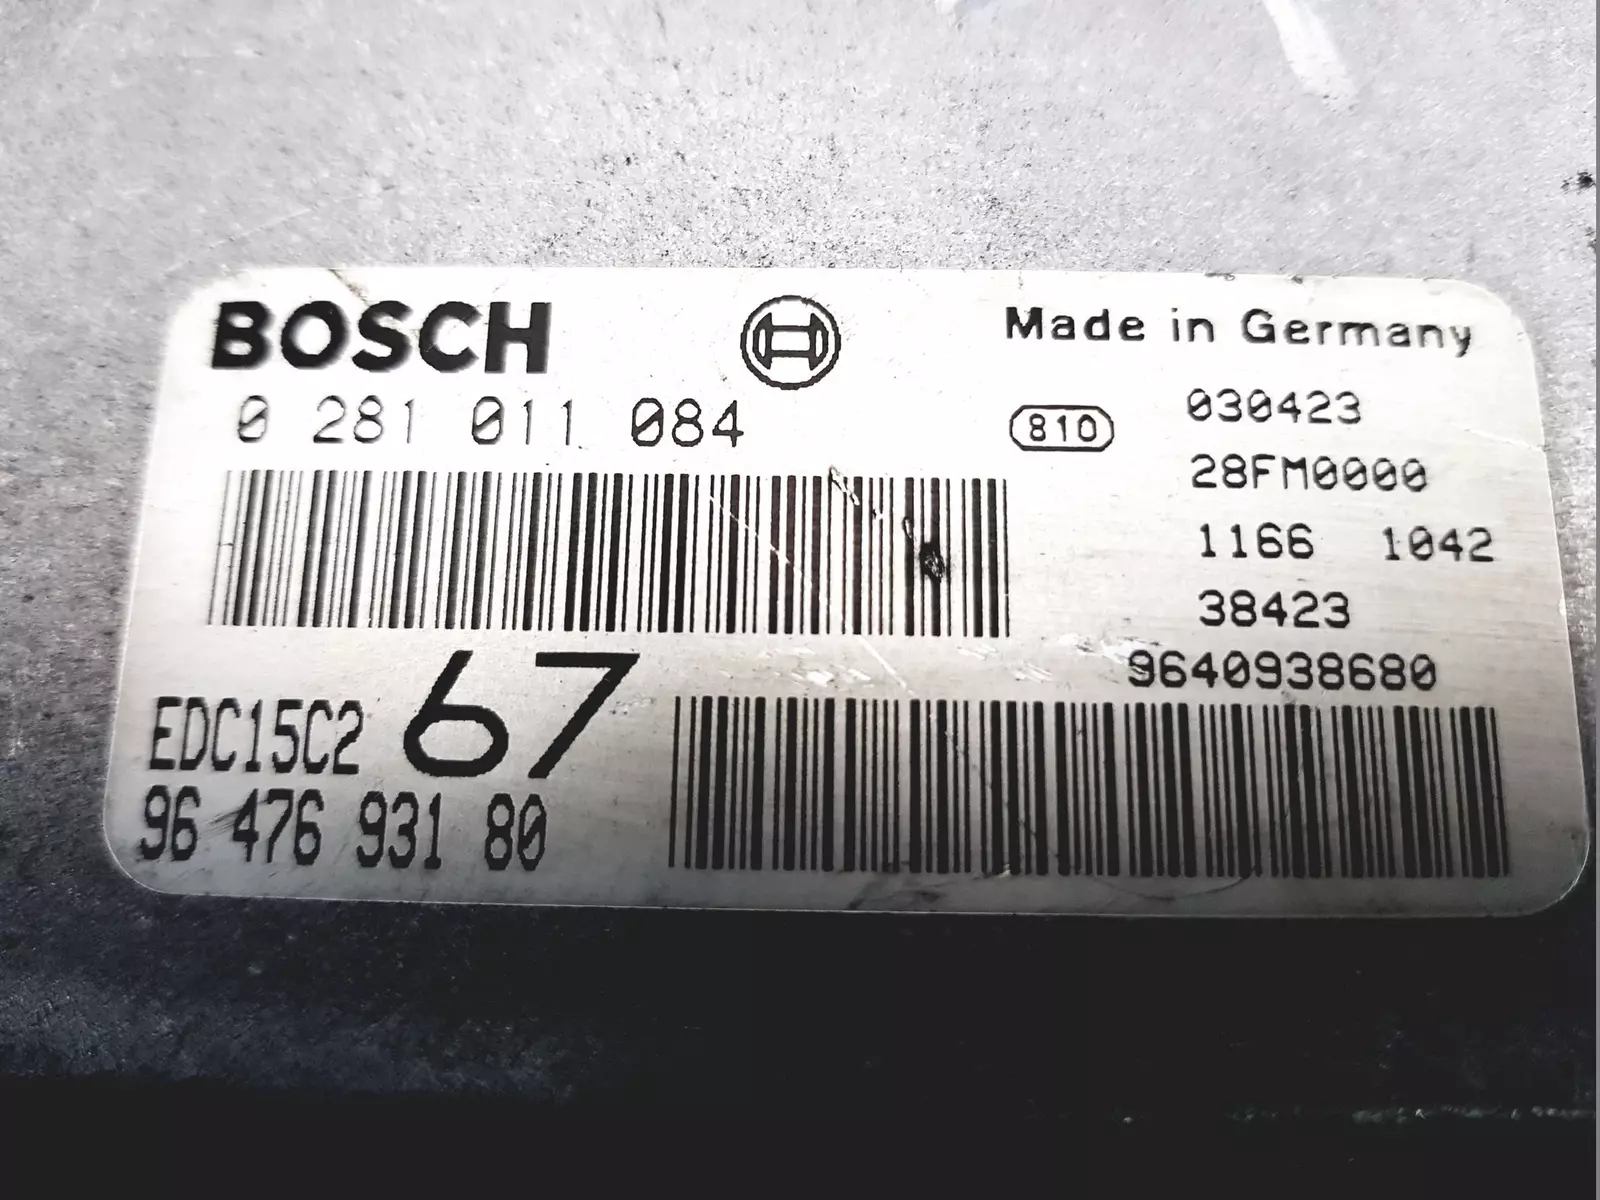 BOSCH
Made in Germany
0 281 011 084
810
030423
28FM0000
1166 1042
38423
9640938680
EDC15C2 67
96 476 931 80